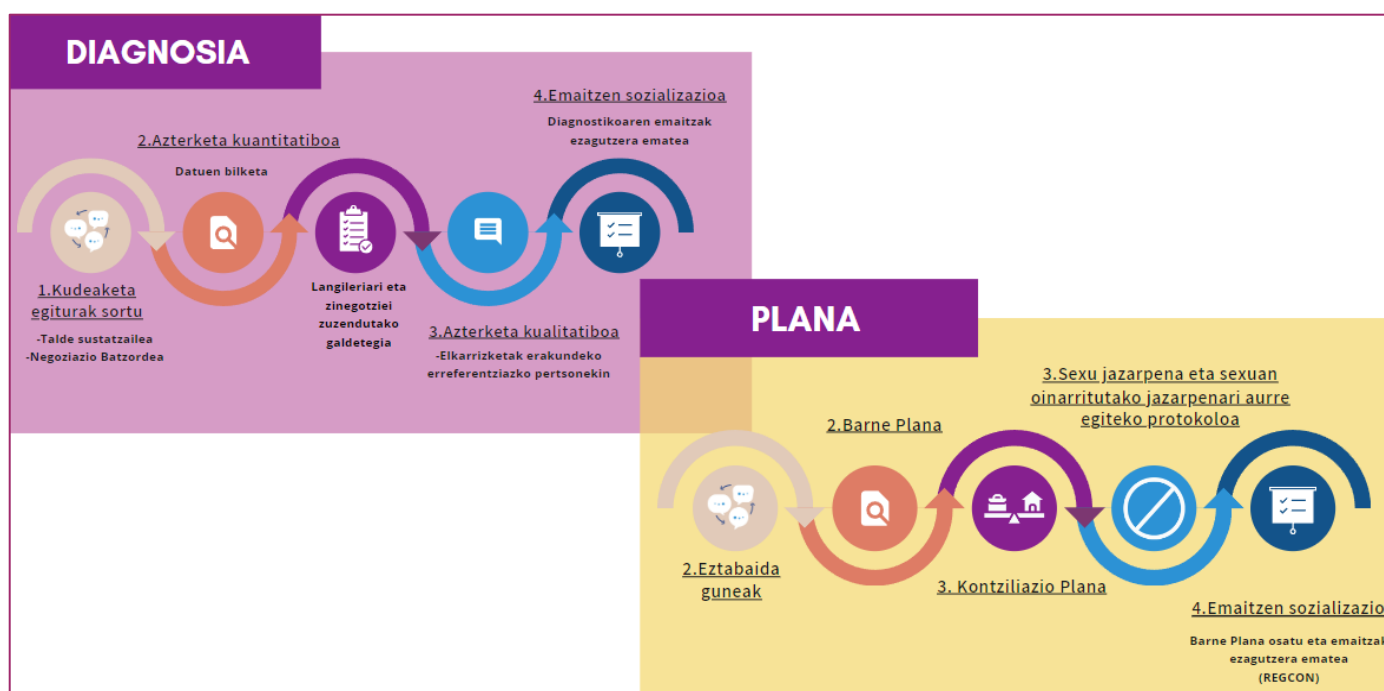 DIAGNOSIA
1.Kudeaketa
egiturak sortu
-Talde sustatzailea
-Negoziazio Batzordea
2.Azterketa kuantitatiboa
Datuen bilketa
Langileriari eta
zinegotziei
zuzendutako
galdetegia
3.Azterketa kualitatiboa
-Elkarrizketak erakundeko
erreferentziazko pertsonekin
4.Emaitzen sozializazioa
Diagnostikoaren emaitzak
ezagutzera ematea
PLANA
2.Eztabaida
guneak
2.Barne Plana
3. Kontziliazio Plana
3.Sexu jazarpena eta sexuan
oinarritutako jazarpenari aurre
egiteko protokoloa
4.Emaitzen sozializazio
Barne Plana osatu eta emaitzak
ezagutzera ematea
(REGCON)